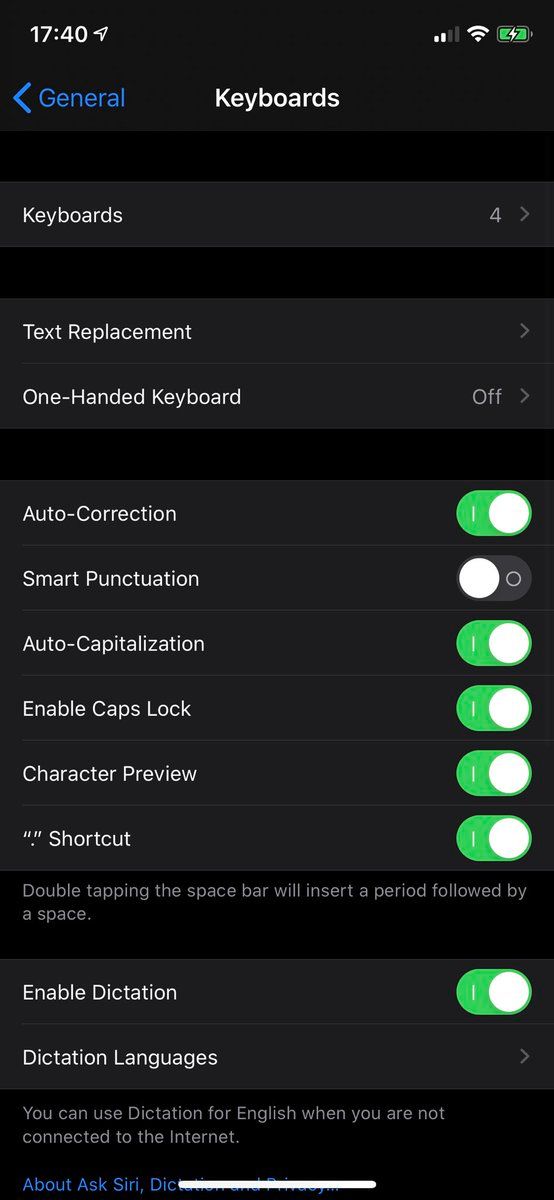 17:40
General
Keyboards
Keyboards
4
Text Replacement
One-Handed Keyboard
Off
Auto-Correction
Smart Punctuation
Auto-Capitalization
Enable Caps Lock
Character Preview
“.” Shortcut
Double tapping the space bar will insert a period followed by
a space.
Enable Dictation
Dictation Languages
You can use Dictation for English when you are not
connected to the Internet.
About Ask Siri, Dictation and Privacy...